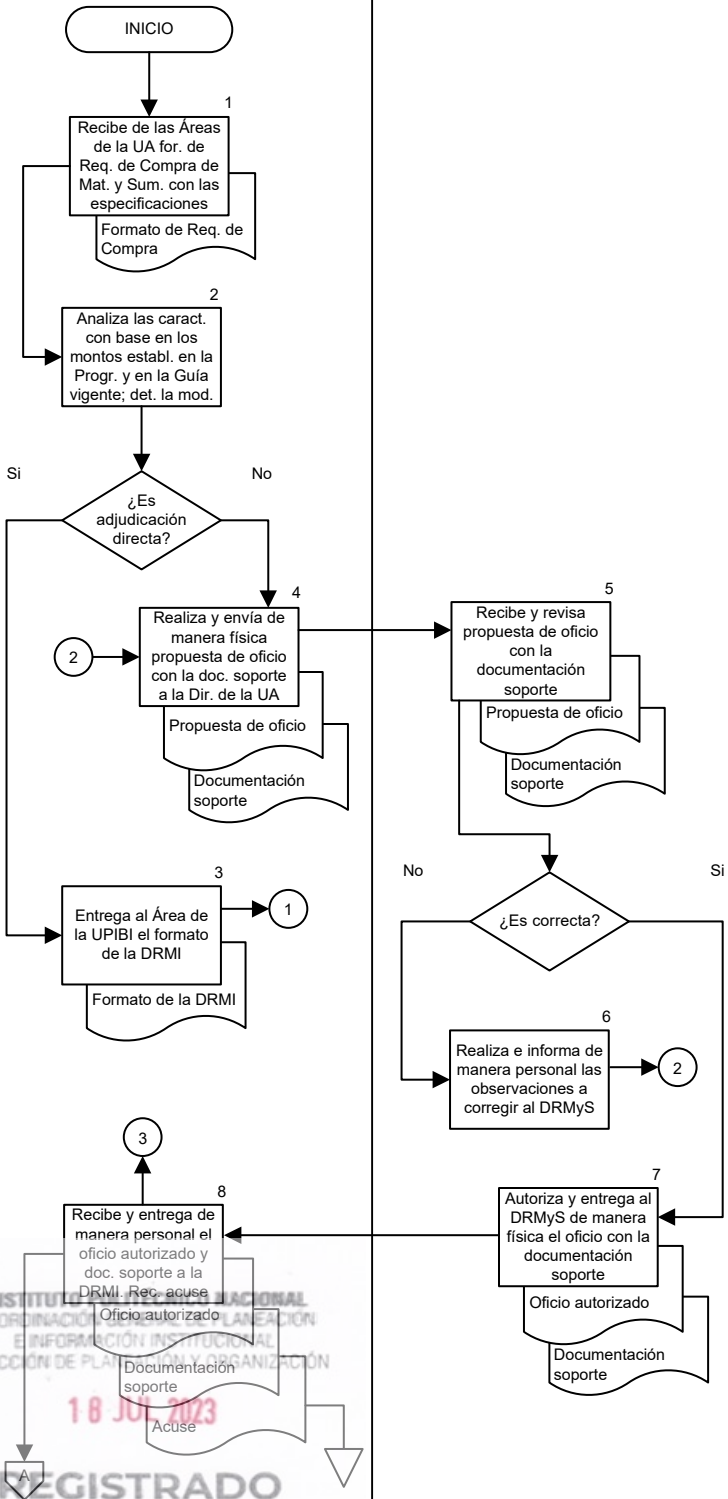 INICIO
1
Recibe de las Áreas
de la UA for. de
Req. de Compra de
Mat. y Sum. con las
especificaciones
Formato de Req. de
Compra
2
Analiza las caract.
con base en los
montos establ. en la
Progr. y en la Guía
vigente; det. la mod.
Si
No
¿Es
adjudicación
directa?
4
Realiza y envía de
manera física
propuesta de oficio
con la doc. soporte
a la Dir. de la UA
2
Propuesta de oficio
Documentación
soporte
5
Recibe y revisa
propuesta de oficio
con la
documentación
soporte
Propuesta de oficio
Documentación
soporte
3
Entrega al Área de
la UPIBI el formato
de la DRMI
1
Formato de la DRMI
No
Si
¿Es correcta?
6
Realiza e informa de
manera personal las
observaciones a
corregir al DRMyS
2
3
8
Recibe y entrega de
manera personal el
oficio autorizado y
doc. soporte a la
DRMI. Rec. acuse
Oficio autorizado
Documentación
soporte
Acuse
A
7
Autoriza y entrega al
DRMyS de manera
física el oficio con la
documentación
soporte
Oficio autorizado
Documentación
soporte
NACIONAL
PLANEACIÓN
E INFORMACIÓN INSTITUCIONAL
CCIÓN DE PLANEACIÓN Y ORGANIZACIÓN
18 JUL 2023
REGISTRADO